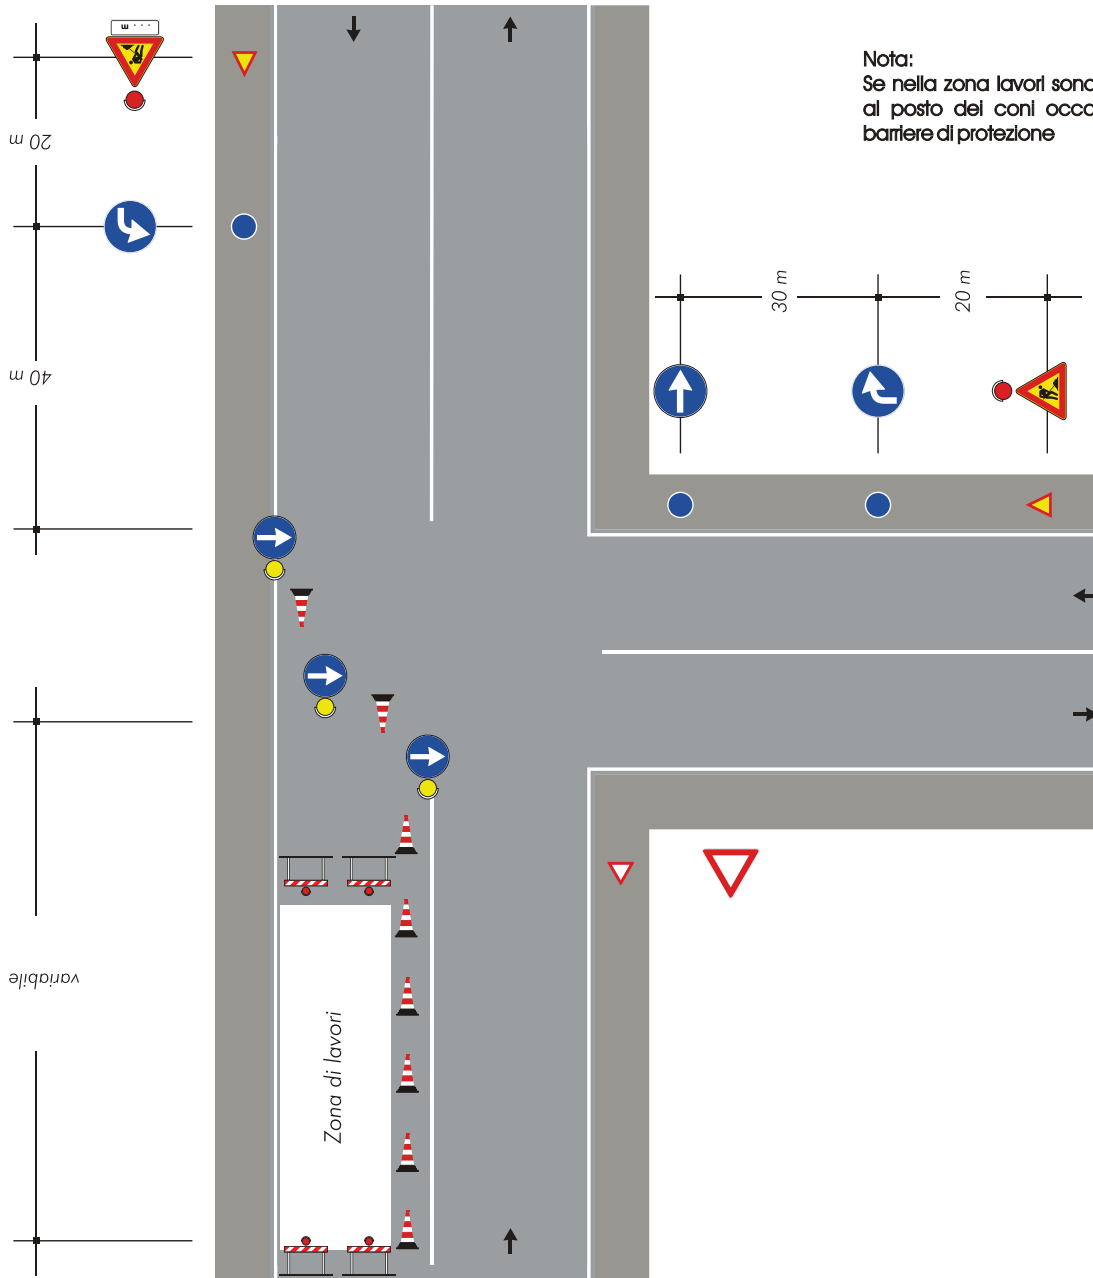 Nota:
Se nella zona lavori sono
al posto dei coni
barriere di protezione
m
20 m
40 m
30 m
20 m
variabile
Zona di lavori